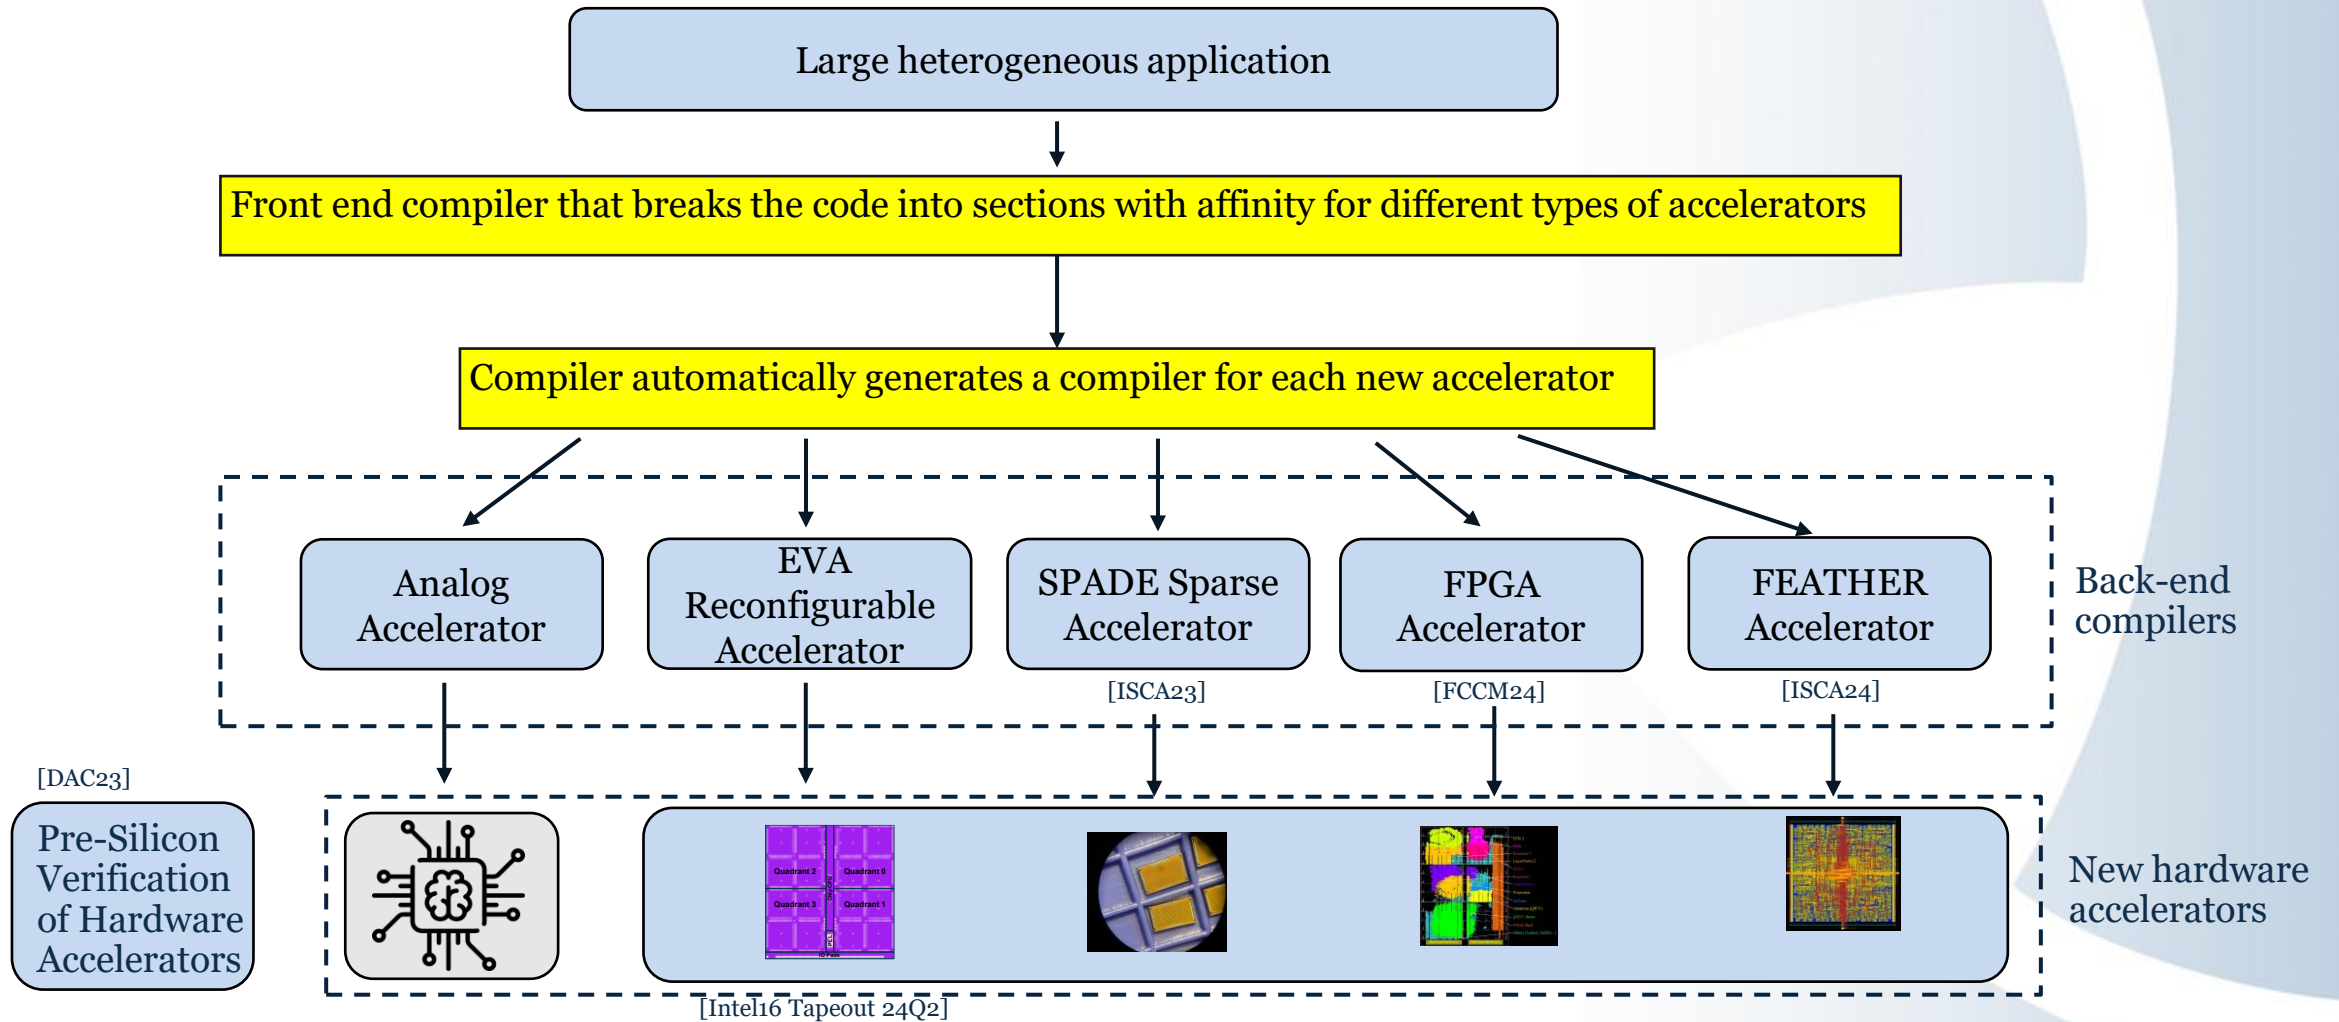 Large heterogeneous application
Front end compiler that breaks the code into sections with affinity for different types of accelerators
Compiler automatically generates a compiler for each new accelerator
Analog
Accelerator
EVA
Reconfigurable
Accelerator
SPADE Sparse
Accelerator
FPGA
Accelerator
FEATHER
Accelerator
Back-end
compilers
[ISCA23]
[FCCM24]
[ISCA24]
[DAC23]
Pre-Silicon
Verification
of Hardware
Accelerators
Quadrant 2
Quadrant 0
Quadrant 3
Quadrant 1
IO Pads
New hardware
accelerators
[Intel16 Tapeout 24Q2]